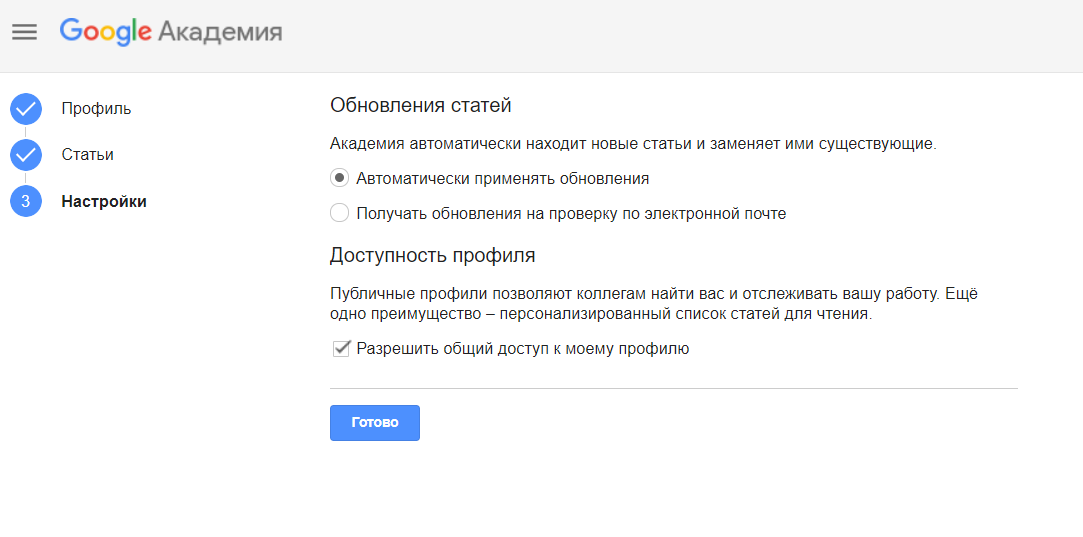 Google Академия
Профиль
Статьи
3
Настройки
Обновления статей
Академия автоматически находит новые статьи и заменяет ими существующие.
Автоматически применять обновления
Получать обновления на проверку по электронной почте
Доступность профиля
Публичные профили позволяют коллегам найти вас и отслеживать вашу работу. Ещё
одно преимущество – персонализированный список статей для чтения.
Разрешить общий доступ к моему профилю
Готово